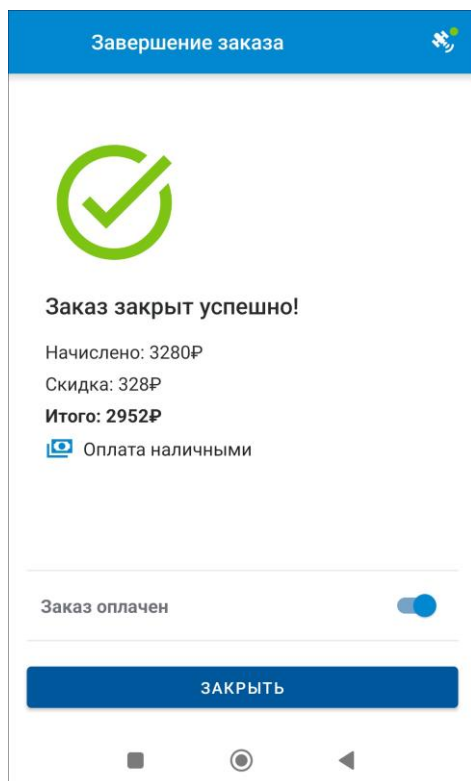 Завершение заказа
Заказ закрыт успешно!
Начислено: 3280₽
Скидка: 328₽
Итого: 2952₽
Оплата наличными
Заказ оплачен
ЗАКРЫТЬ